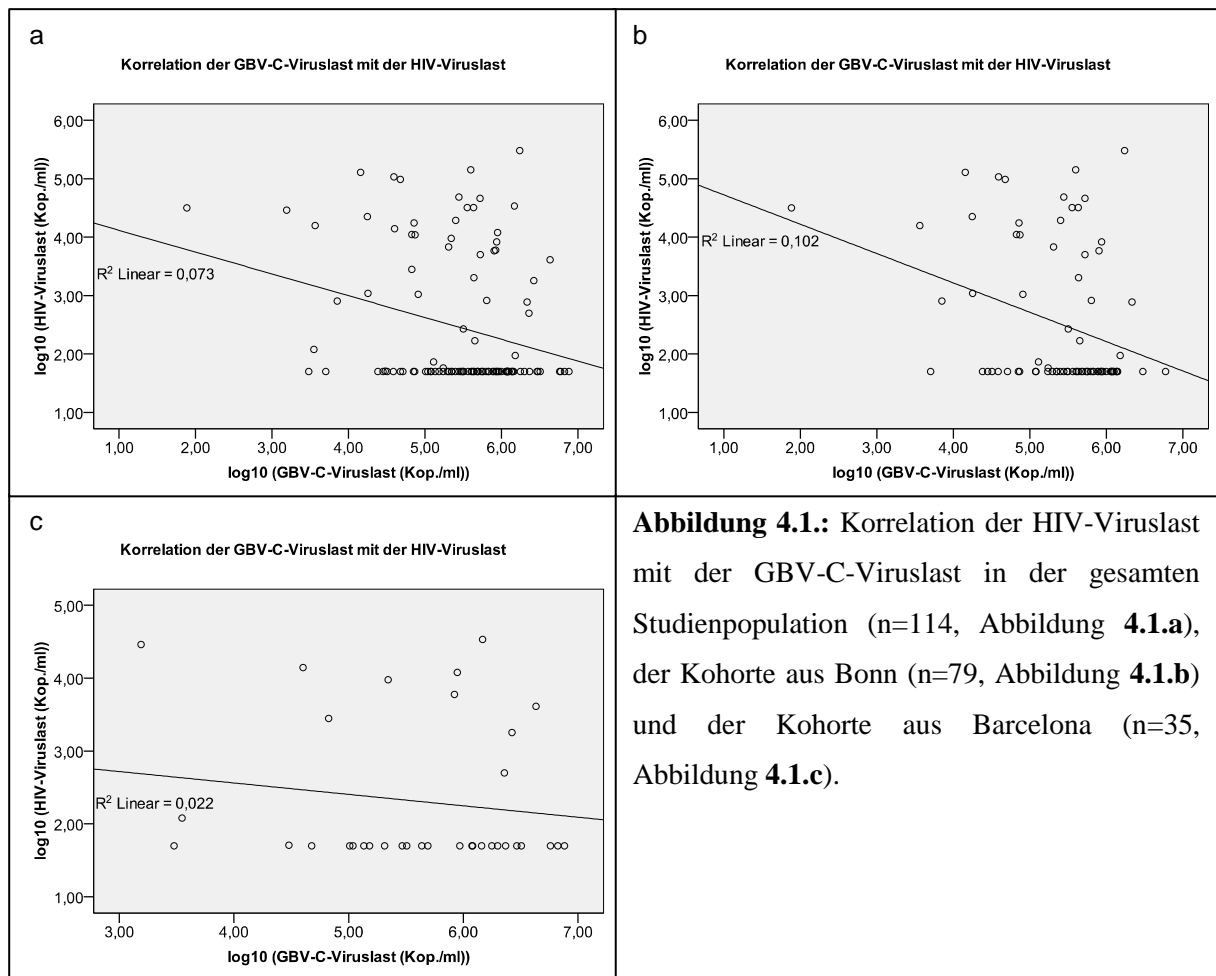 a
Korrelation der GBV-C-Viruslast mit der HIV-Viruslast
log10 (HIV-Viruslast (Kop./ml))
6,00
5,00
4,00
3,00
2,00
1,00
R² Linear = 0,073
1,00 2,00 3,00 4,00 5,00 6,00 7,00
log10 (GBV-C-Viruslast (Kop./ml))
b
Korrelation der GBV-C-Viruslast mit der HIV-Viruslast
log10 (HIV-Viruslast (Kop./ml))
6,00
5,00
4,00
3,00
2,00
1,00
R² Linear = 0,102
1,00 2,00 3,00 4,00 5,00 6,00 7,00
log10 (GBV-C-Viruslast (Kop./ml))
c
Korrelation der GBV-C-Viruslast mit der HIV-Viruslast
log10 (HIV-Viruslast (Kop./ml))
5,00
4,00
3,00
2,00
1,00
R² Linear = 0,022
3,00 4,00 5,00 6,00 7,00
log10 (GBV-C-Viruslast (Kop./ml))
Abbildung 4.1.: Korrelation der HIV-Viruslast
mit der GBV-C-Viruslast in der gesamten
Studienpopulation (n=114, Abbildung 4.1.a),
der Kohorte aus Bonn (n=79, Abbildung 4.1.b)
und der Kohorte aus Barcelona (n=35,
Abbildung 4.1.c).